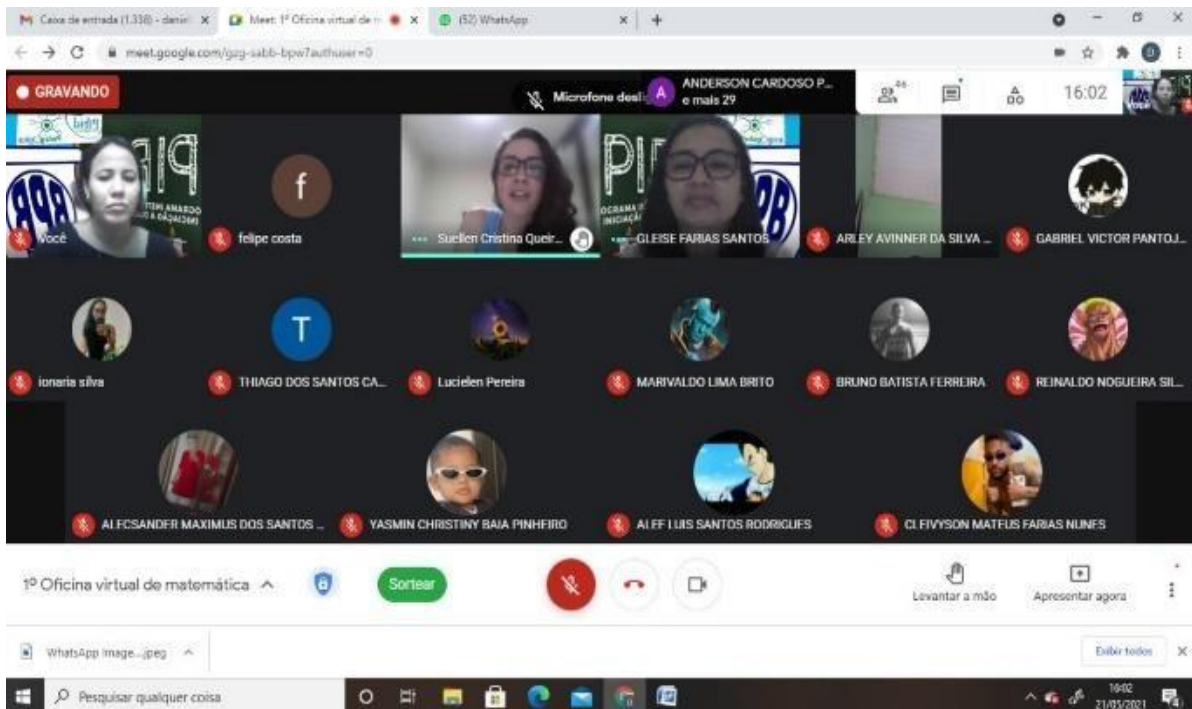 Caixa de entrada (1.338) - daniel
Meet: 1º Oficina virtual de m
(52) WhatsApp
meet.google.com/gzg-sabb-bpw?authuser=0
GRAVANDO
Microfone desli
A
ANDERSON CARDOSO P...
e mais 29
46
16:02
Você
f
felipe costa
Suellen Cristina Queir...
GLEISE FARIAS SANTOS
ARLEY AVINNER DA SILVA ...
GABRIEL VICTOR PANTOJ...
ionaria silva
T
THIAGO DOS SANTOS CA...
Lucielen Pereira
MARIVALDO LIMA BRITO
BRUNO BATISTA FERREIRA
REINALDO NOGUEIRA SIL...
ALECSANDER MAXIMUS DOS SANTOS ...
YASMIN CHRISTINY BAIA PINHEIRO
ALEF LUIS SANTOS RODRIGUES
CLEIVYSON MATEUS FARIAS NUNES
1º Oficina virtual de matemática
Sortear
Levantar a mão
Apresentar agora
WhatsApp Image...jpeg
Exibir todos
Pesquisar qualquer coisa
16:02
21/05/2021